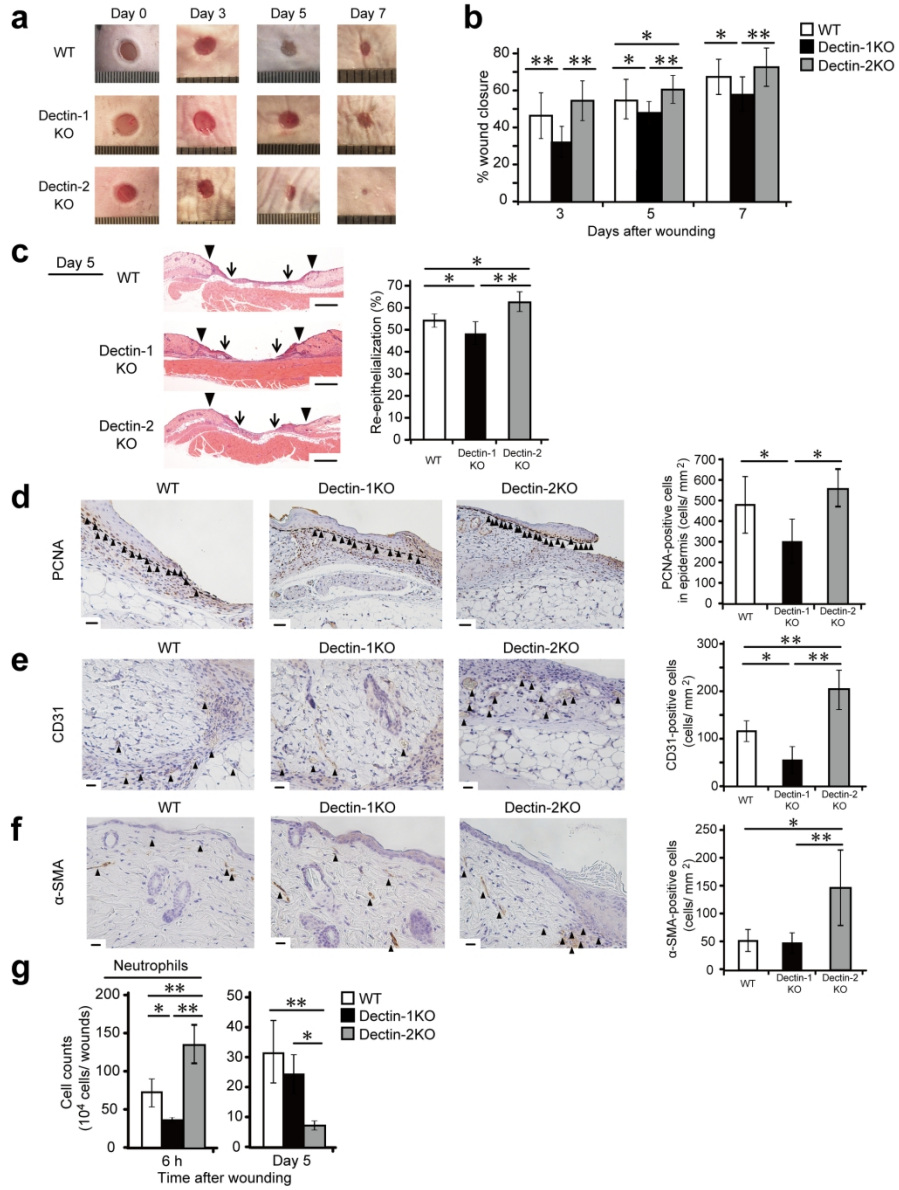 a
Day 0 Day 3 Day 5 Day 7
WT
Dectin-1
KO
Dectin-2
KO
b
WT
Dectin-1KO
Dectin-2KO
* * * * *
** ** ** **
% wound closure
80
60
40
20
0
3 5 7
Days after wounding
c
Day 5
WT
Dectin-1
KO
Dectin-2
KO
*
* **
Re-epithelialization (%)
70
60
50
40
30
20
10
0
WT Dectin-1 Dectin-2
KO KO
d
WT Dectin-1KO Dectin-2KO
PCNA
* *
PCNA-positive cells
in epidermis (cells/ mm 2)
700
600
500
400
300
200
100
0
WT Dectin-1 Dectin-2
KO KO
e
WT Dectin-1KO Dectin-2KO
CD31
**
* **
CD31-positive cells
(cells/ mm 2)
300
200
100
0
WT Dectin-1 Dectin-2
KO KO
f
WT Dectin-1KO Dectin-2KO
α-SMA
*
**
α-SMA-positive cells
(cells/ mm 2)
250
200
150
100
50
0
WT Dectin-1 Dectin-2
KO KO
g
Neutrophils
WT
Dectin-1KO
Dectin-2KO
**
* **
**
*
Cell counts
(10⁴ cells/ wounds)
200
150
100
50
0
50
40
30
20
10
0
6 h Day 5
Time after wounding